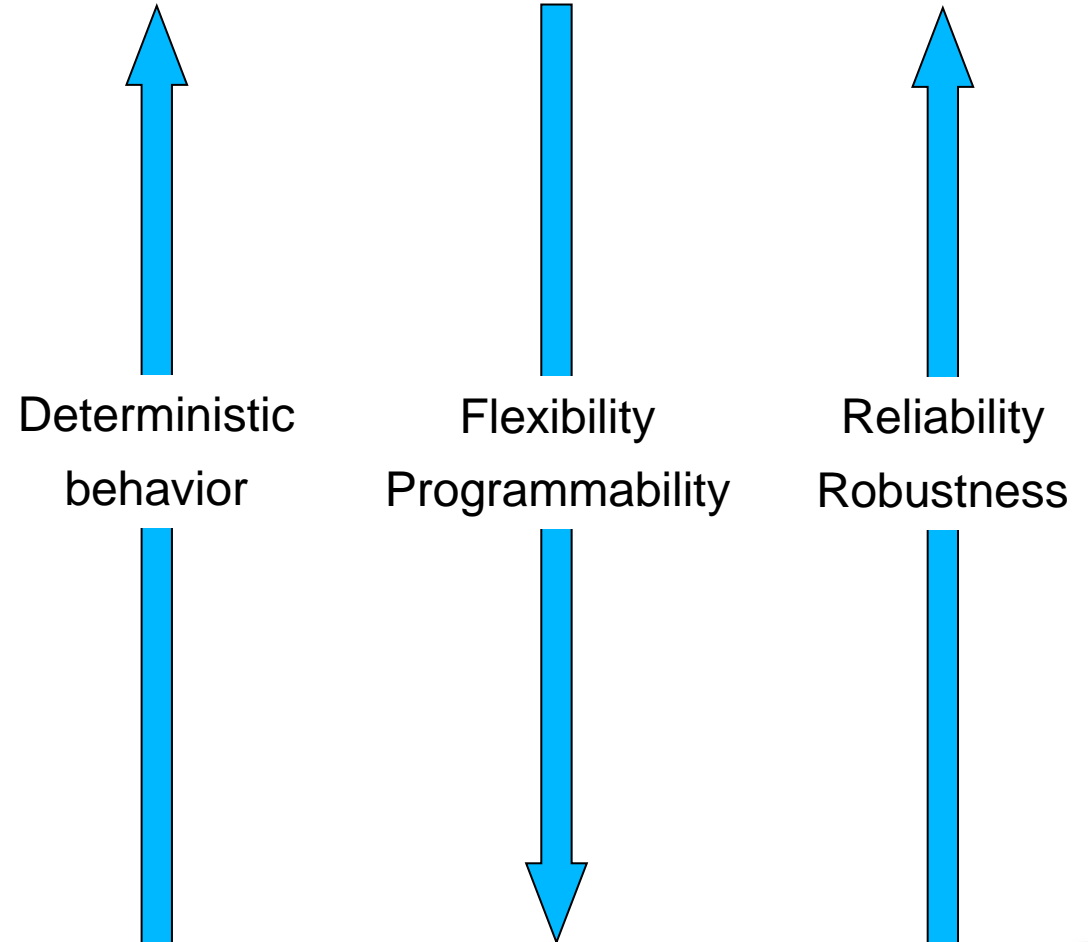 Deterministic
behavior
Flexibility
Programmability
Reliability
Robustness